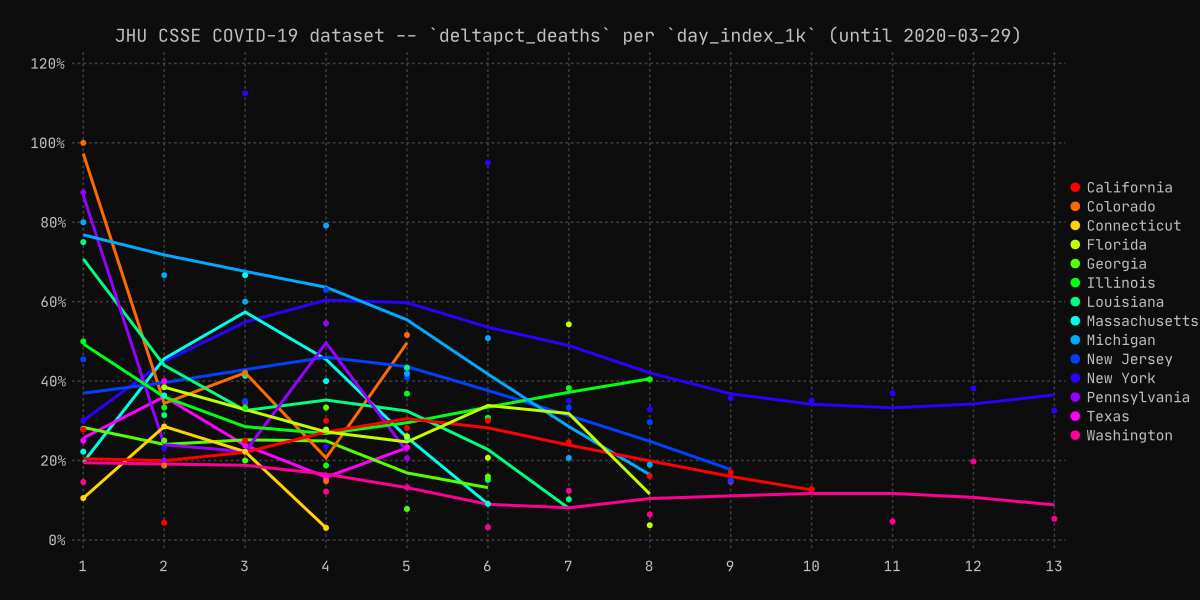 JHU CSSE COVID-19 dataset -- `deltapct_deaths` per `day_index_1k` (until 2020-03-29)
120%
100%
80%
60%
40%
20%
0%
1 2 3 4 5 6 7 8 9 10 11 12 13
California
Colorado
Connecticut
Florida
Georgia
Illinois
Louisiana
Massachusetts
Michigan
New Jersey
New York
Pennsylvania
Texas
Washington